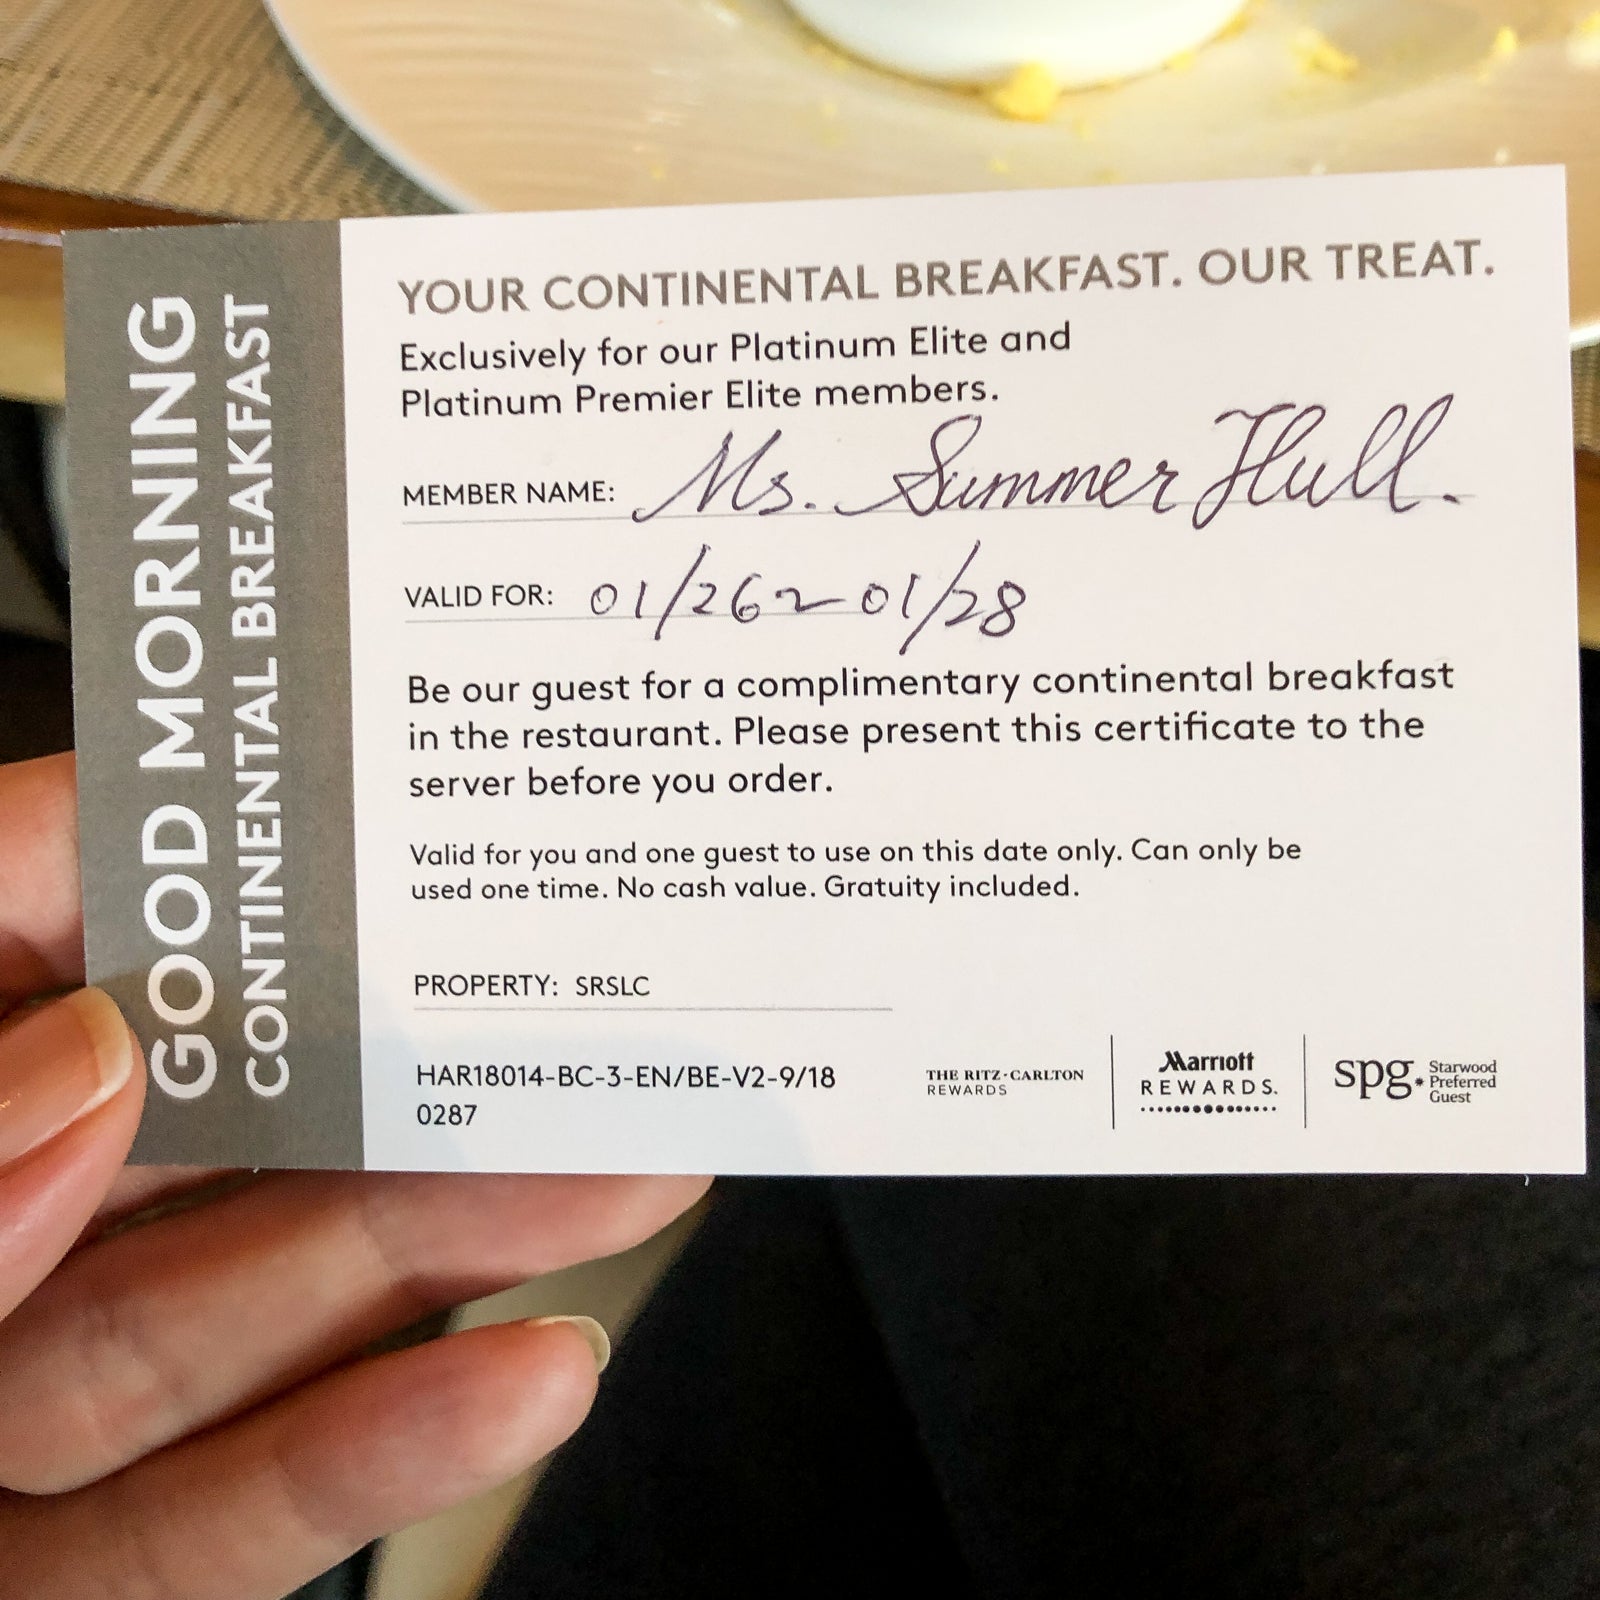 GOOD MORNING
CONTINENTAL BREAKFAST
YOUR CONTINENTAL BREAKFAST. OUR TREAT.
Exclusively for our Platinum Elite and
Platinum Premier Elite members.
MEMBER NAME: Ms. Summer Hull.
VALID FOR: 01/26~01/28
Be our guest for a complimentary continental breakfast
in the restaurant. Please present this certificate to the
server before you order.
Valid for you and one guest to use on this date only. Can only be
used one time. No cash value. Gratuity included.
PROPERTY: SRSLC
HAR18014-BC-3-EN/BE-V2-9/18
0287
THE RITZ-CARLTON
REWARDS
Marriott
REWARDS.
spg.
Starwood
Preferred
Guest